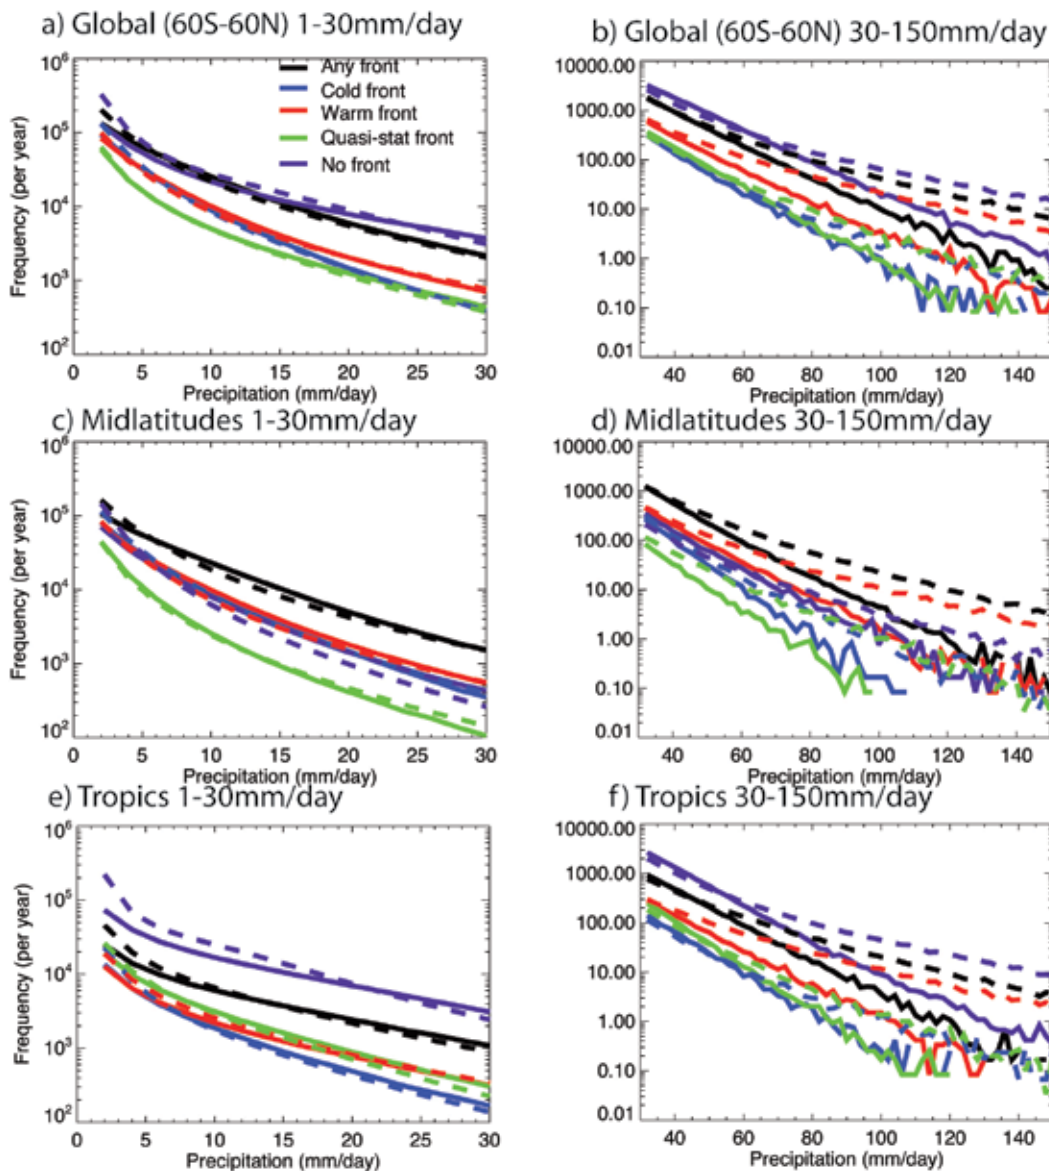 a) Global (60S-60N) 1-30mm/day
10^6
10^5
10^4
10^3
10^2
Frequency (per year)
Any front
Cold front
Warm front
Quasi-stat front
No front
0 5 10 15 20 25 30
Precipitation (mm/day)
b) Global (60S-60N) 30-150mm/day
10000.00
1000.00
100.00
10.00
1.00
0.10
0.01
40 60 80 100 120 140
Precipitation (mm/day)
c) Midlatitudes 1-30mm/day
10^6
10^5
10^4
10^3
10^2
Frequency (per year)
0 5 10 15 20 25 30
Precipitation (mm/day)
d) Midlatitudes 30-150mm/day
10000.00
1000.00
100.00
10.00
1.00
0.10
0.01
40 60 80 100 120 140
Precipitation (mm/day)
e) Tropics 1-30mm/day
10^6
10^5
10^4
10^3
10^2
Frequency (per year)
0 5 10 15 20 25 30
Precipitation (mm/day)
f) Tropics 30-150mm/day
10000.00
1000.00
100.00
10.00
1.00
0.10
0.01
40 60 80 100 120 140
Precipitation (mm/day)